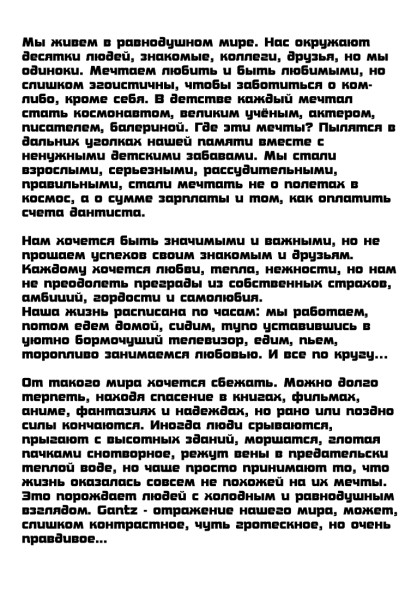 Мы живем в равнодушном мире. Нас окружают
десятки людей, знакомые, коллеги, друзья, но мы
одиноки. Мечтаем любить и быть любимыми, но
слишком эгоистичны, чтобы заботиться о ком-
либо, кроме себя. В детстве каждый мечтал
стать космонавтом, великим учёным, актером,
писателем, балериной. Где эти мечты? Пылятся в
дальних уголках нашей памяти вместе с
ненужными детскими забавами. Мы стали
взрослыми, серьезными, рассудительными,
правильными, стали мечтать не о полетах в
космос, а о сумме зарплаты и том, как оплатить
счета дантиста.

Нам хочется быть значимыми и важными, но не
прощаем успехов своим знакомым и друзьям.
Каждому хочется любви, тепла, нежности, но нам
не преодолеть преграды из собственных страхов,
амбиций, гордости и самолюбия.
Наша жизнь расписана по часам: мы работаем,
потом едем домой, сидим, тупо уставившись в
уютно бормочущий телевизор, едим, пьем,
торопливо занимаемся любовью. И все по кругу...

От такого мира хочется сбежать. Можно долго
терпеть, находя спасение в книгах, фильмах,
аниме, фантазиях и надеждах, но рано или поздно
силы кончаются. Иногда люди срываются,
прыгают с высотных зданий, морщатся, глотая
пачками снотворное, режут вены в предательски
теплой воде, но чаще просто принимают то, что
жизнь оказалась совсем не похожей на их мечты.
Это порождает людей с холодным и равнодушным
взглядом. Gantz - отражение нашего мира, может,
слишком контрастное, чуть гротескное, но очень
правдивое...